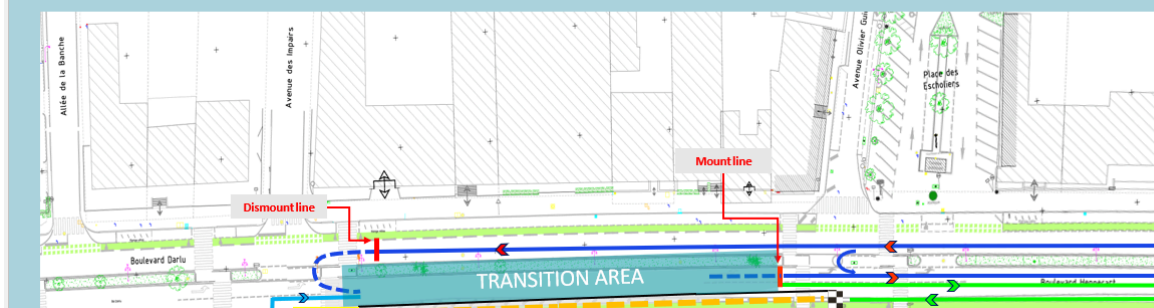 Allée de la Banche
Avenue des Impairs
Avenue Olivier Gui
Place des
Escholiers
Mount line
Dismount line
Boulevard Darlu
TRANSITION AREA
Boulevard Hennecart